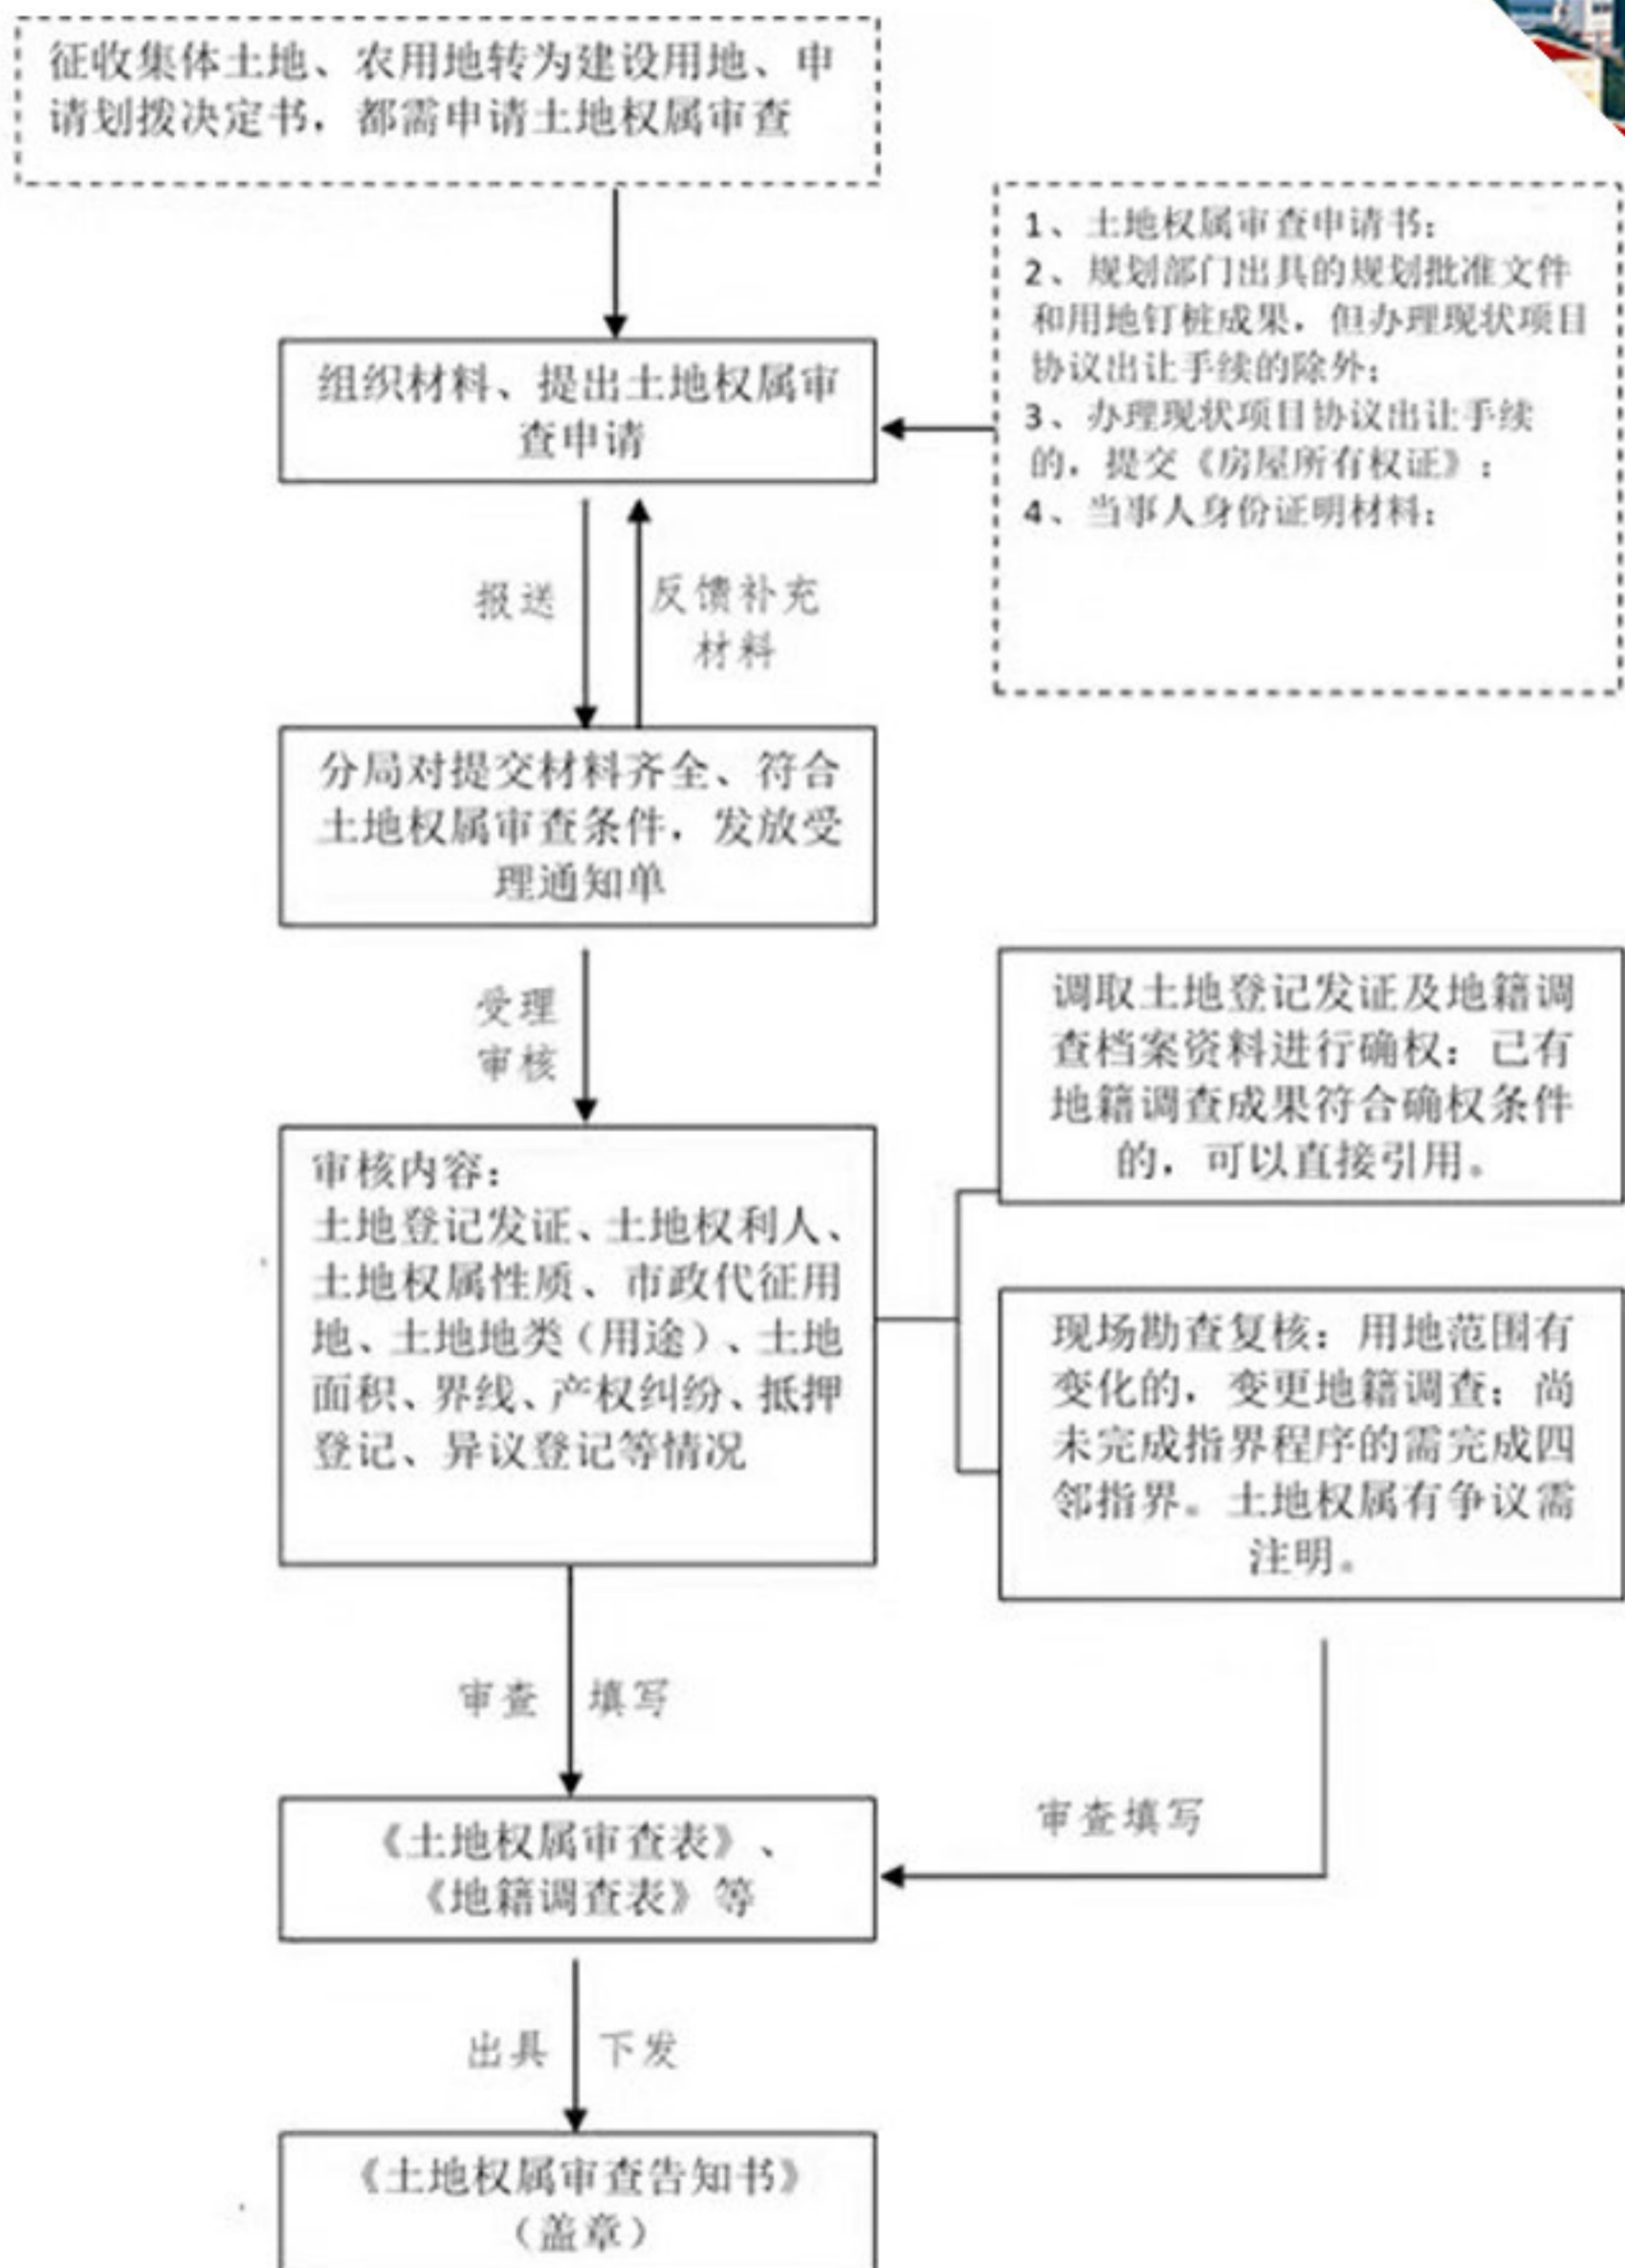 征收集体土地、农用地转为建设用地、申
请划拨决定书，都需申请土地权属审查
1、土地权属审查申请书；
2、规划部门出具的规划批准文件
和用地钉桩成果，但办理现状项目
协议出让手续的除外；
3、办理现状项目协议出让手续
的，提交《房屋所有权证》；
4、当事人身份证明材料；
组织材料、提出土地权属审
查申请
报送
反馈补充
材料
分局对提交材料齐全、符合
土地权属审查条件，发放受
理通知单
受理
审核
审核内容：
土地登记发证、土地权利人、
土地权属性质、市政代征用
地、土地地类（用途）、土地
面积、界线、产权纠纷、抵押
登记、异议登记等情况
调取土地登记发证及地籍调
查档案资料进行确权：已有
地籍调查成果符合确权条件
的，可以直接引用。
现场勘查复核：用地范围有
变化的，变更地籍调查；尚
未完成指界程序的需完成四
邻指界。土地权属有争议需
注明。
审查 填写
审查填写
《土地权属审查表》、
《地籍调查表》等
出具 下发
《土地权属审查告知书》
（盖章）